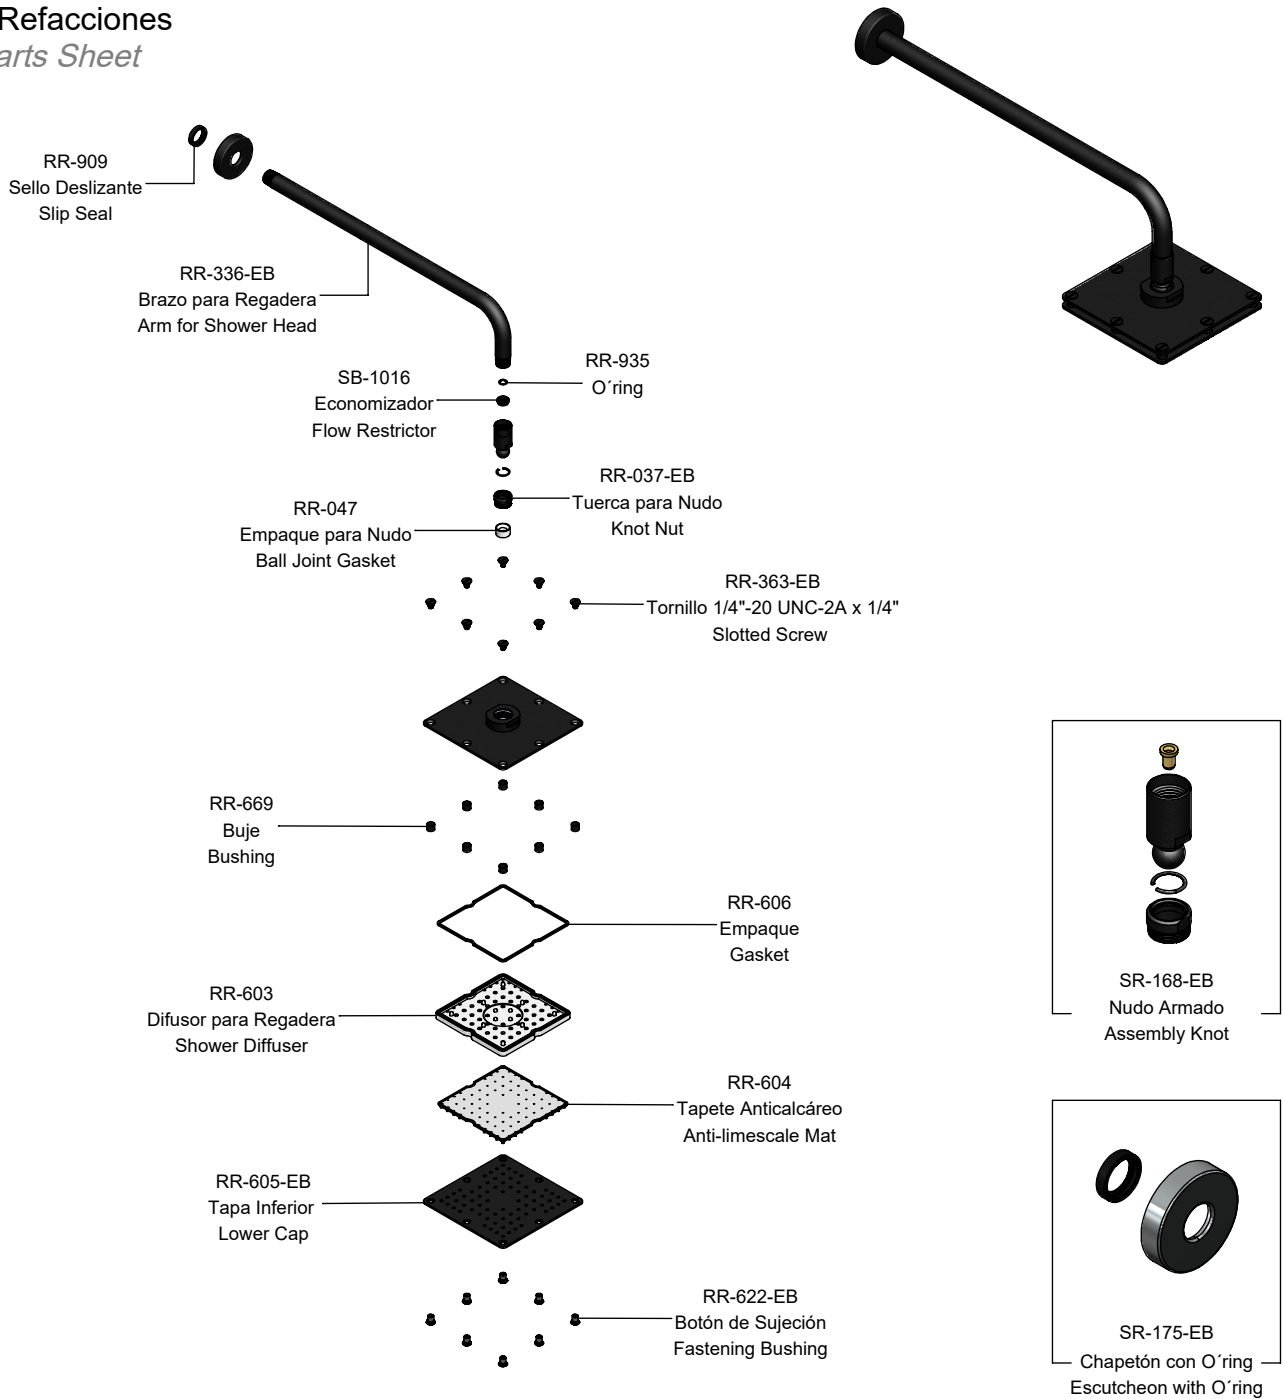 Refacciones
arts Sheet
RR-909
Sello Deslizante
Slip Seal
RR-336-EB
Brazo para Regadera
Arm for Shower Head
SB-1016
Economizador
Flow Restrictor
RR-935
O´ring
RR-037-EB
Tuerca para Nudo
Knot Nut
RR-047
Empaque para Nudo
Ball Joint Gasket
RR-363-EB
Tornillo 1/4"-20 UNC-2A x 1/4"
Slotted Screw
RR-669
Buje
Bushing
RR-606
Empaque
Gasket
RR-603
Difusor para Regadera
Shower Diffuser
RR-604
Tapete Anticalcáreo
Anti-limescale Mat
RR-605-EB
Tapa Inferior
Lower Cap
RR-622-EB
Botón de Sujeción
Fastening Bushing
SR-168-EB
Nudo Armado
Assembly Knot
SR-175-EB
Chapetón con O´ring
Escutcheon with O´ring